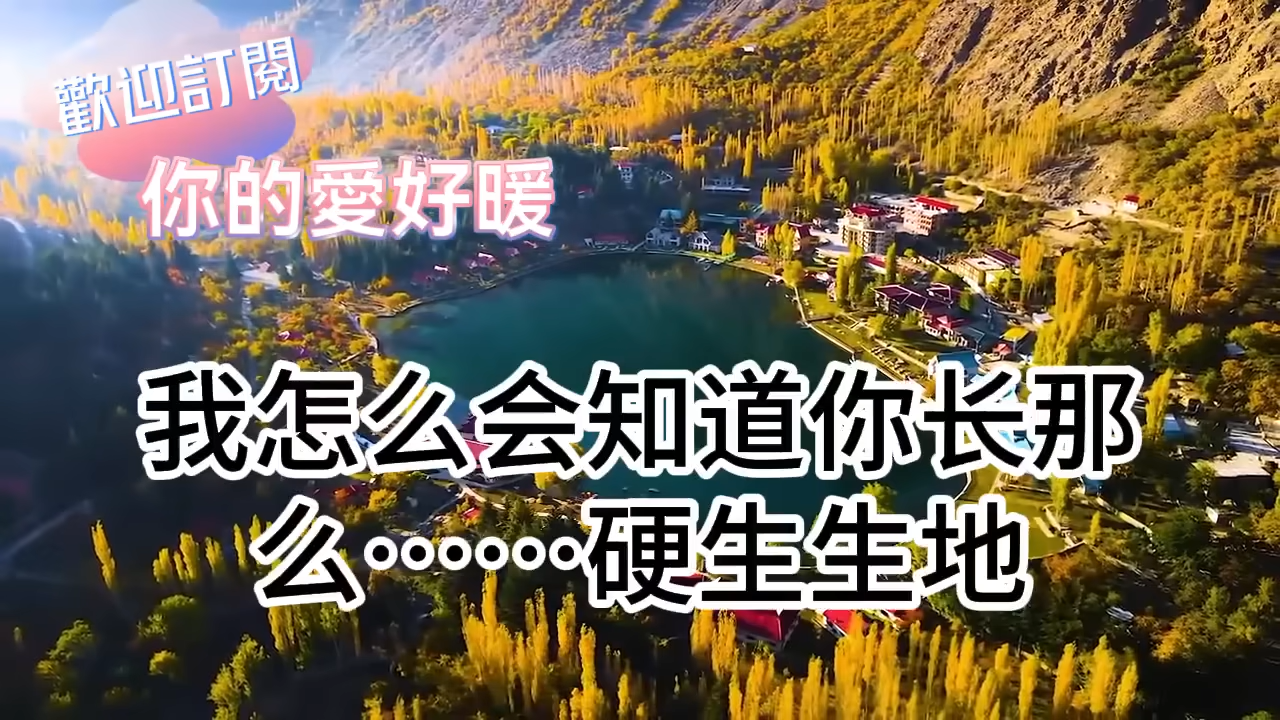 歡迎訂閱
你的愛好暖
我怎么会知道你长那
么……硬生生地